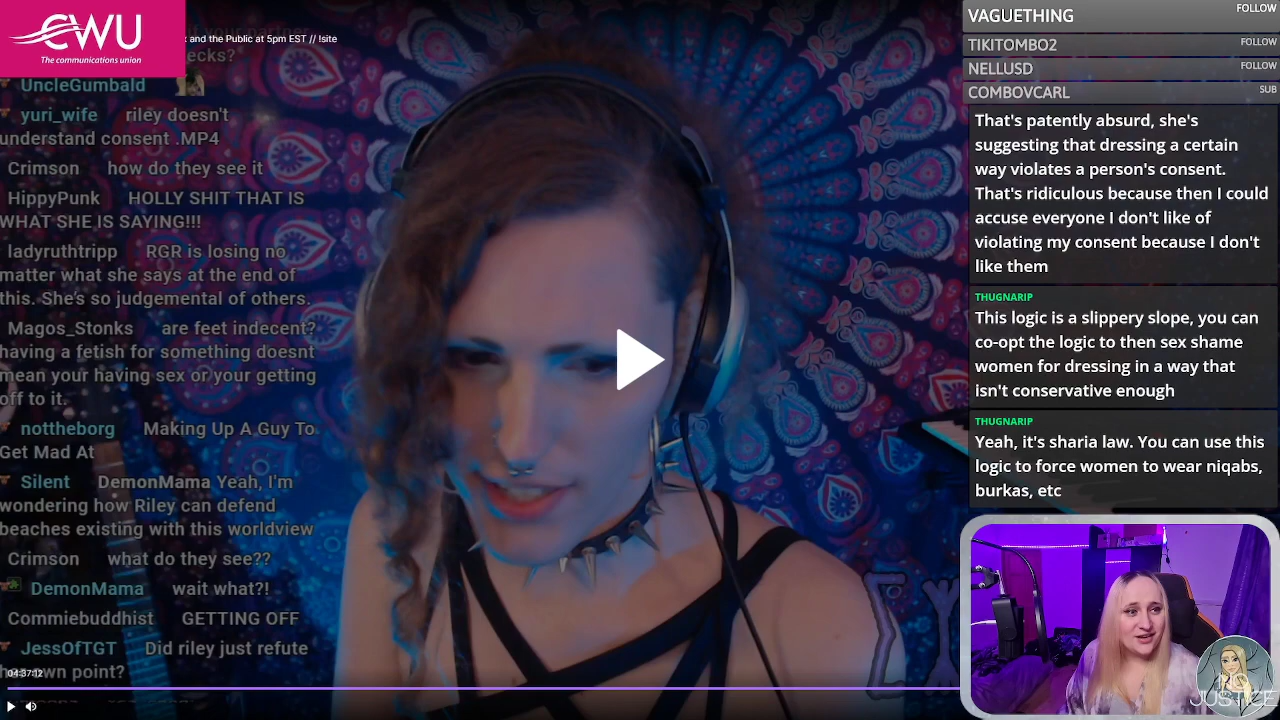 CWU
The communications union
and the Public at 5pm EST // !site
ecks?
UncleGumbald
yuri_wife riley doesn't
understand consent .MP4
Crimson how do they see it
HippyPunk HOLLY SHIT THAT IS
WHAT SHE IS SAYING!!!
ladyruthtripp RGR is losing no
matter what she says at the end of
this. She's so judgemental of others.
Magos_Stonks are feet indecent?
having a fetish for something doesnt
mean your having sex or your getting
off to it.
nottheborg Making Up A Guy To
Get Mad At
Silent DemonMama Yeah, I'm
wondering how Riley can defend
beaches existing with this worldview
Crimson what do they see??
DemonMama wait what?!
Commiebuddhist GETTING OFF
JessOfTGT Did riley just refute
own point?
04:37:12
VAGUETHING FOLLOW
TIKITOMBO2 FOLLOW
NELLUSD FOLLOW
COMBOVCARL SUB
That's patently absurd, she's
suggesting that dressing a certain
way violates a person's consent.
That's ridiculous because then I could
accuse everyone I don't like of
violating my consent because I don't
like them
THUGNARIP
This logic is a slippery slope, you can
co-opt the logic to then sex shame
women for dressing in a way that
isn't conservative enough
THUGNARIP
Yeah, it's sharia law. You can use this
logic to force women to wear niqabs,
burkas, etc
JUSTICE